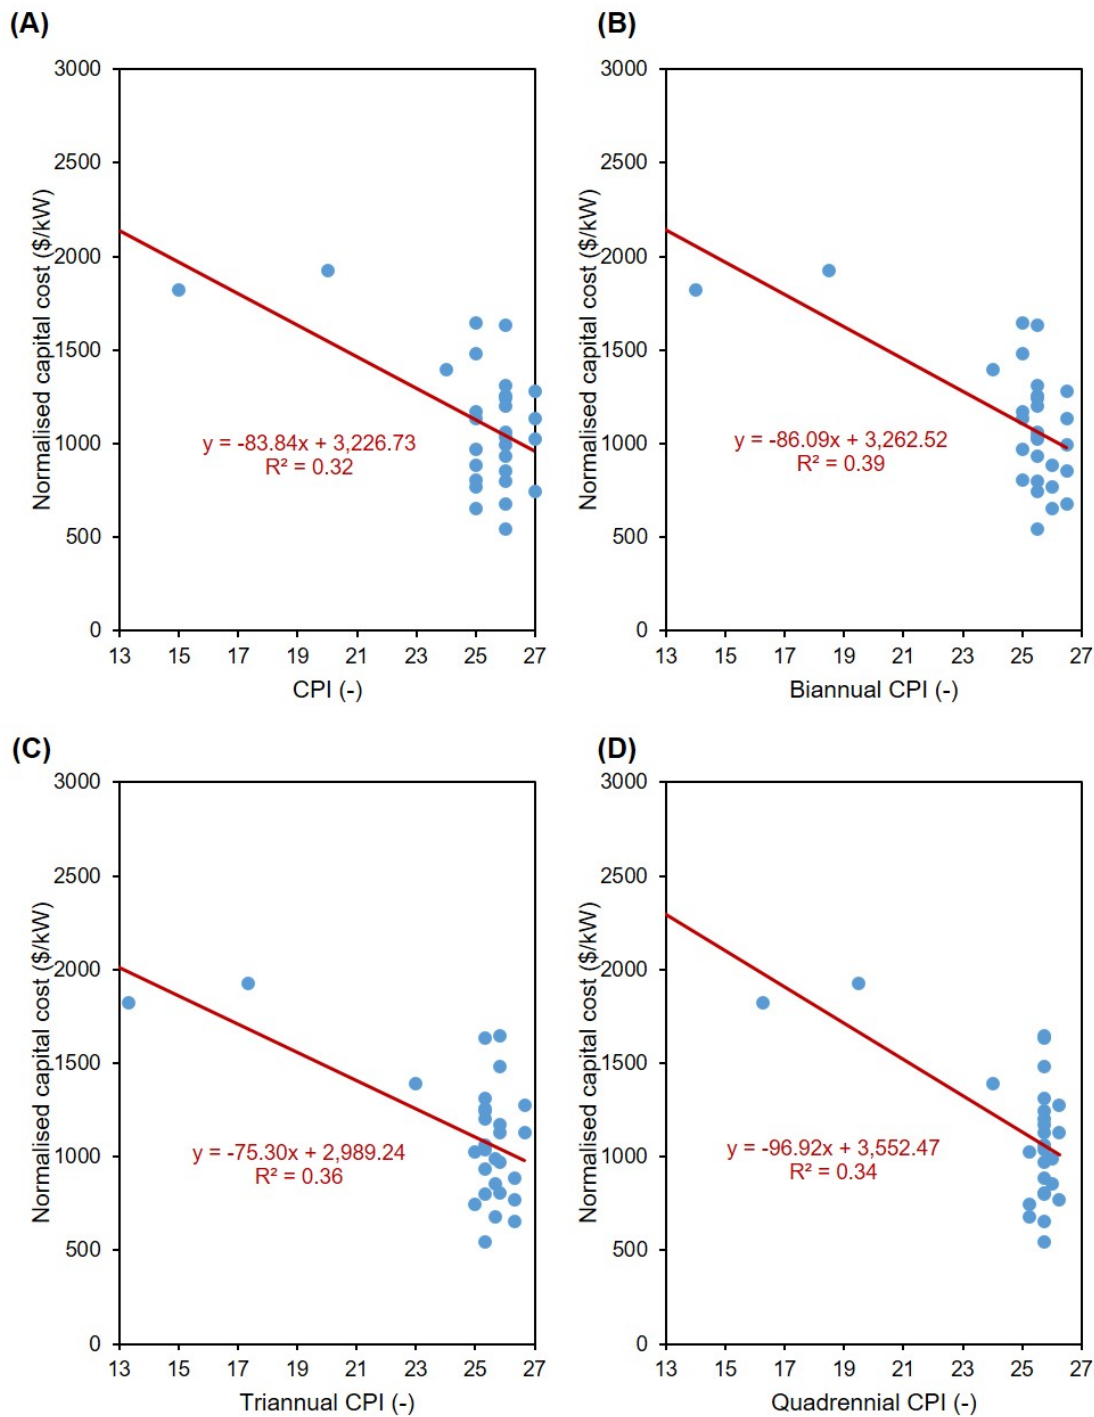 (A)
Normalised capital cost ($/kW)
3000
2500
2000
1500
1000
500
0
y = -83.84x + 3,226.73
R² = 0.32
13 15 17 19 21 23 25 27
CPI (-)
(B)
Normalised capital cost ($/kW)
3000
2500
2000
1500
1000
500
0
y = -86.09x + 3,262.52
R² = 0.39
13 15 17 19 21 23 25 27
Biannual CPI (-)
(C)
Normalised capital cost ($/kW)
3000
2500
2000
1500
1000
500
0
y = -75.30x + 2,989.24
R² = 0.36
13 15 17 19 21 23 25 27
Triannual CPI (-)
(D)
Normalised capital cost ($/kW)
3000
2500
2000
1500
1000
500
0
y = -96.92x + 3,552.47
R² = 0.34
13 15 17 19 21 23 25 27
Quadrennial CPI (-)